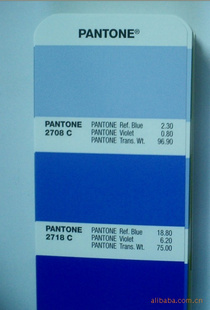 PANTONE®
PANTONE
2708 C
PANTONE Ref. Blue 2.30
PANTONE Violet 0.80
PANTONE Trans. Wt. 96.90
PANTONE
2718 C
PANTONE Ref. Blue 18.80
PANTONE Violet 6.20
PANTONE Trans. Wt. 75.00
alibaba.com.cn